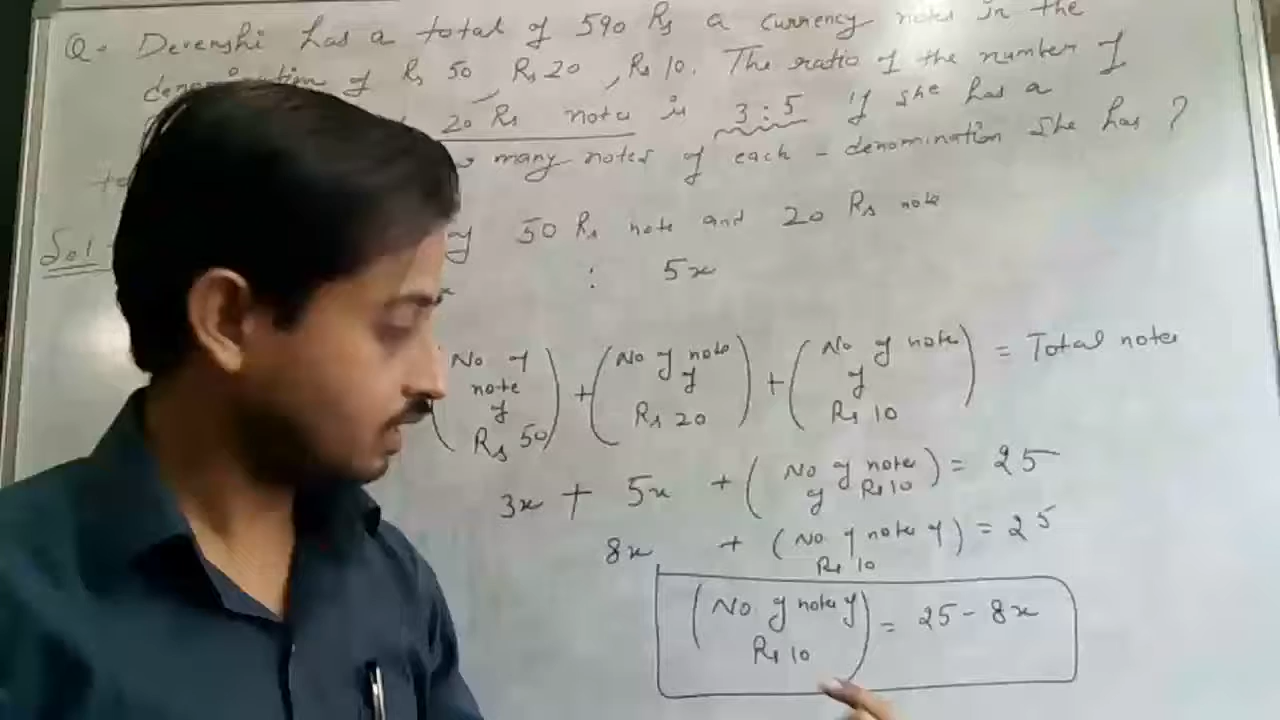 Q. Devenshi has a total of 590 Rs a currency notes in the
of Rs 50, Rs 20, Rs 10. The ratio of the number of
20 Rs notes is 3:5 If she has a
many notes of each - denomination she has ?
Sol
of 50 Rs note and 20 Rs note
: 5x
(No of note of Rs 50) + (No of note of Rs 20) + (No of note of Rs 10) = Total notes
3x + 5x + (No of note of Rs 10) = 25
8x + (No of note of Rs 10) = 25
(No of note of Rs 10) = 25 - 8x